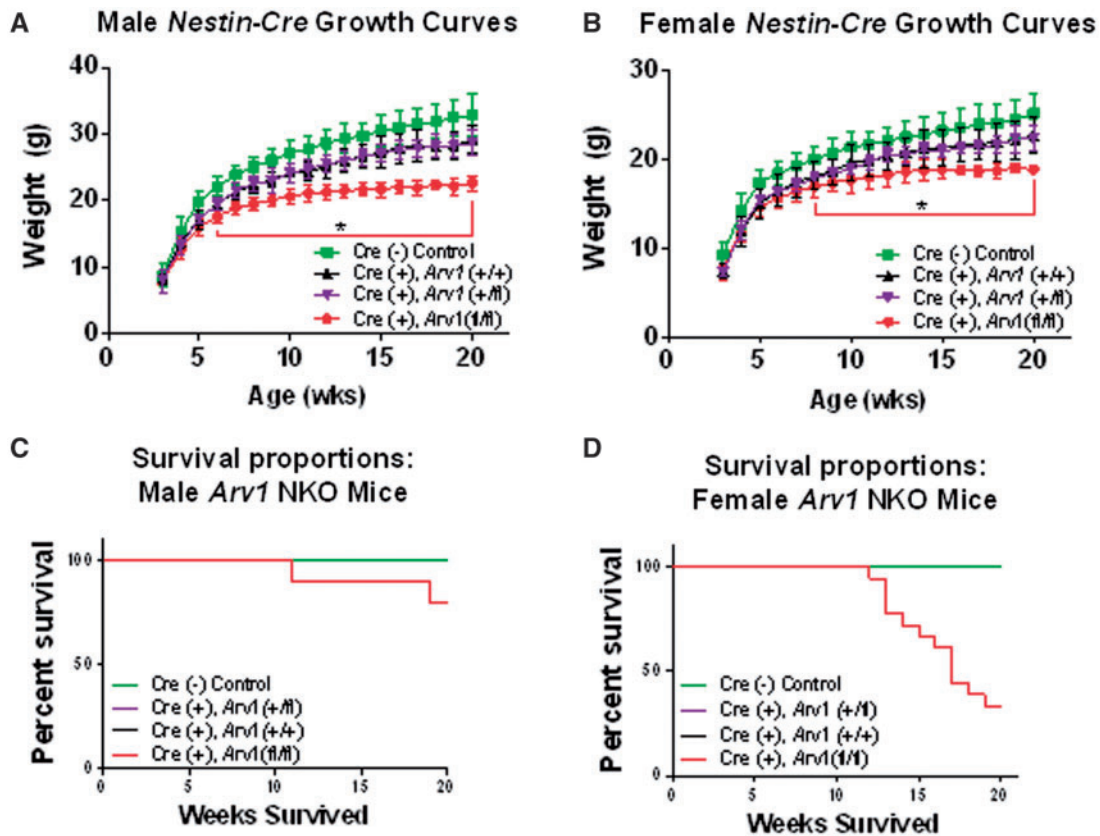 A
Male Nestin-Cre Growth Curves
Weight (g)
40
30
20
10
0
0
5
10
15
20
Age (wks)
*
Cre (-) Control
Cre (+), Arv1 (+/+)
Cre (+), Arv1 (+/fl)
Cre (+), Arv1(fl/fl)
B
Female Nestin-Cre Growth Curves
Weight (g)
30
20
10
0
0
5
10
15
20
Age (wks)
*
Cre (-) Control
Cre (+), Arv1 (+/+)
Cre (+), Arv1 (+/fl)
Cre (+), Arv1(fl/fl)
C
Survival proportions:
Male Arv1 NKO Mice
Percent survival
100
50
0
0
5
10
15
20
Weeks Survived
Cre (-) Control
Cre (+), Arv1 (+/fl)
Cre (+), Arv1 (+/+)
Cre (+), Arv1(fl/fl)
D
Survival proportions:
Female Arv1 NKO Mice
Percent survival
100
50
0
0
5
10
15
20
Weeks Survived
Cre (-) Control
Cre (+), Arv1 (+/fl)
Cre (+), Arv1 (+/+)
Cre (+), Arv1(fl/fl)